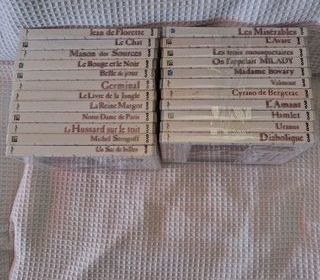 Jean de Florette
Le Chat
Manon des Sources
Le Rouge et le Noir
Belle de jour
Germinal
Le Livre de la Jungle
La Reine Margot
Notre Dame de Paris
Le Hussard sur le toit
Michel Strogoff
Un Sac de billes
Les Misérables
L'Avare
Les trois mousquetaires
On l'appelait MILADY
Madame Bovary
Valmont
Cyrano de Bergerac
L'Amant
Hamlet
Uranus
Diabolique